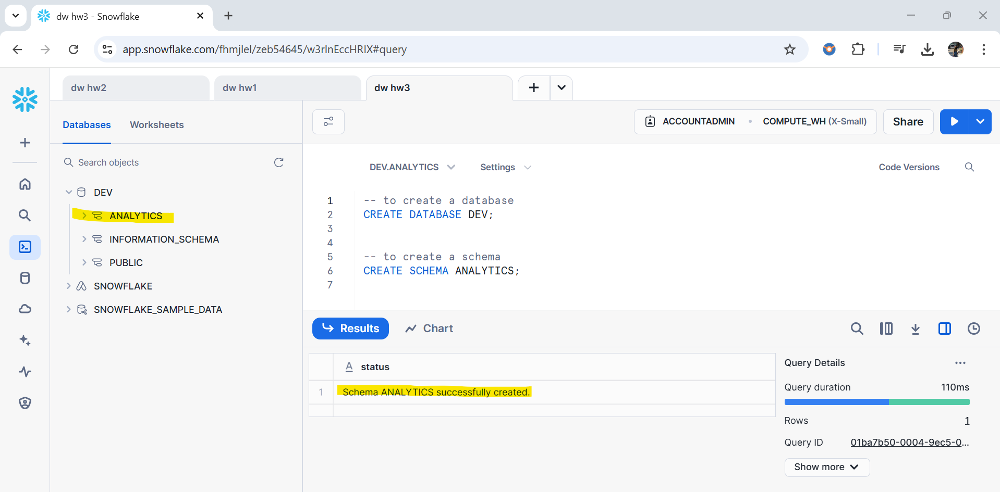 dw hw3 - Snowflake
app.snowflake.com/fhmjlel/zeb54645/w3rlnEccHRIX#query
dw hw2
dw hw1
dw hw3
Databases
Worksheets
ACCOUNTADMIN
COMPUTE_WH (X-Small)
Share
Search objects
DEV
ANALYTICS
INFORMATION_SCHEMA
PUBLIC
SNOWFLAKE
SNOWFLAKE_SAMPLE_DATA
DEV.ANALYTICS
Settings
Code Versions
1 -- to create a database
2 CREATE DATABASE DEV;
3
4
5 -- to create a schema
6 CREATE SCHEMA ANALYTICS;
7
Results
Chart
A status
1 Schema ANALYTICS successfully created.
Query Details
Query duration 110ms
Rows 1
Query ID 01ba7b50-0004-9ec5-0...
Show more